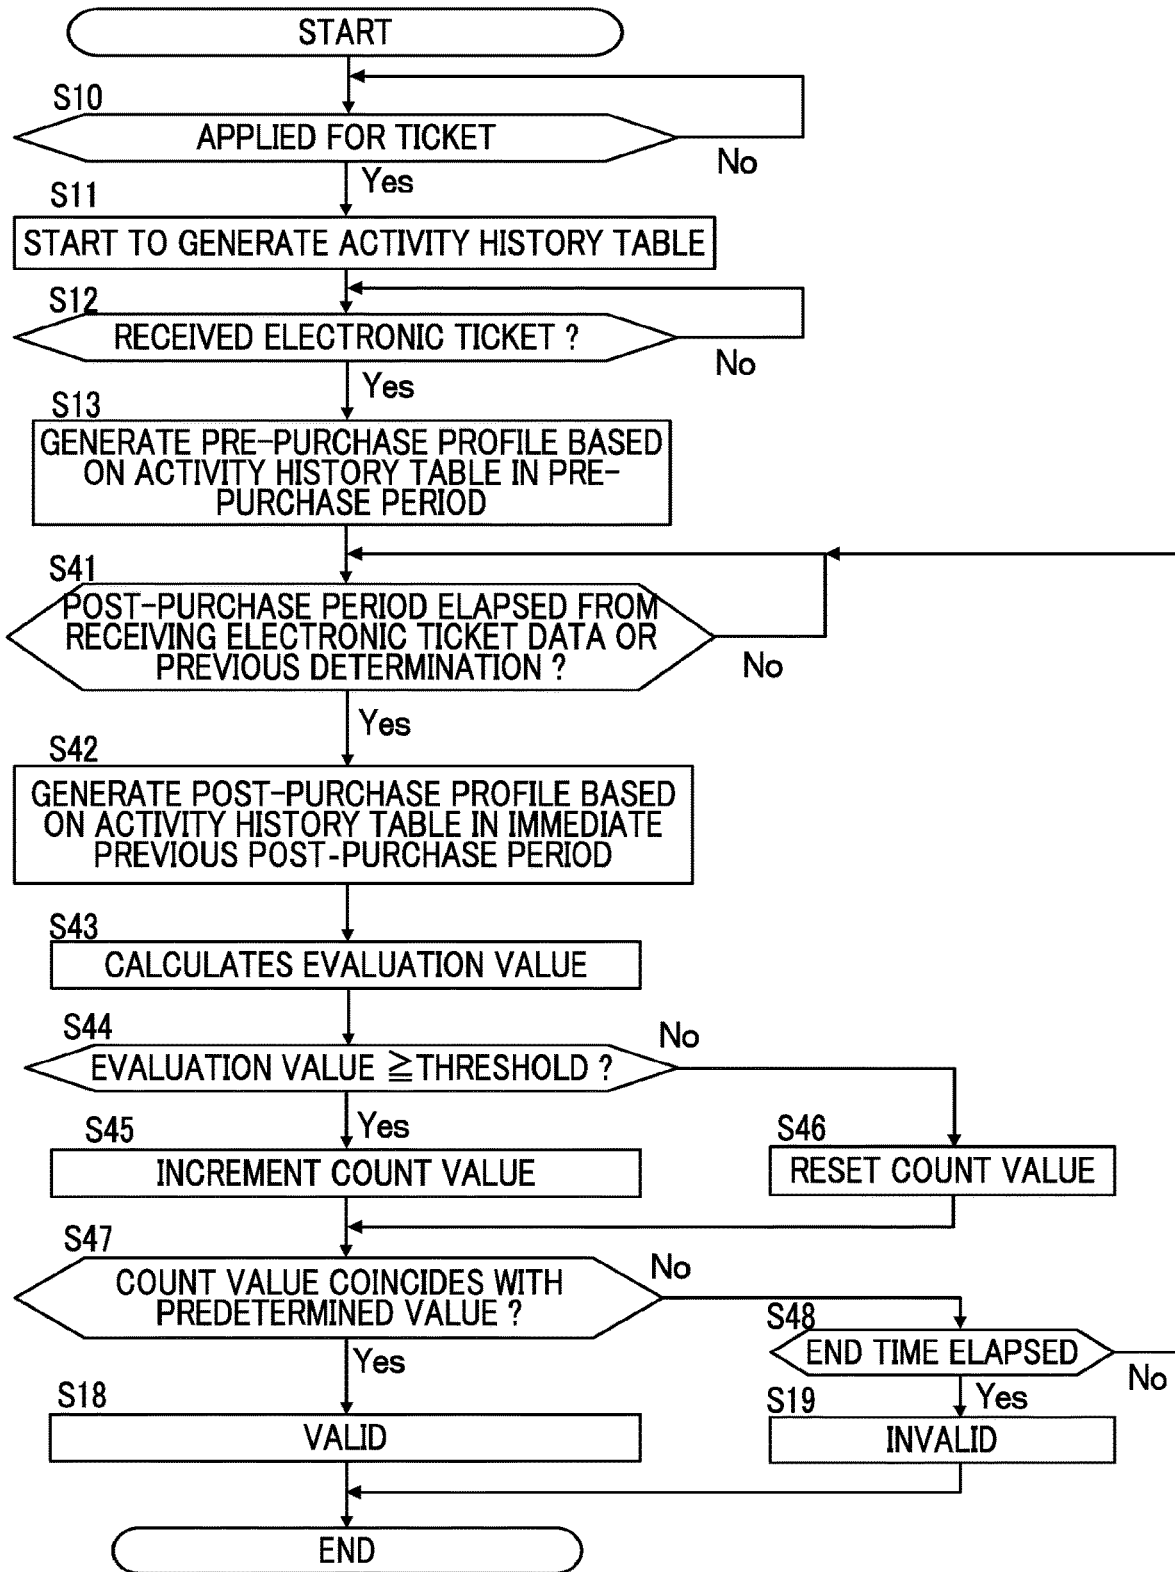 START
S10
APPLIED FOR TICKET
No
Yes
S11
START TO GENERATE ACTIVITY HISTORY TABLE
S12
RECEIVED ELECTRONIC TICKET ?
No
Yes
S13
GENERATE PRE-PURCHASE PROFILE BASED
ON ACTIVITY HISTORY TABLE IN PRE-
PURCHASE PERIOD
S41
POST-PURCHASE PERIOD ELAPSED FROM
RECEIVING ELECTRONIC TICKET DATA OR
PREVIOUS DETERMINATION ?
No
Yes
S42
GENERATE POST-PURCHASE PROFILE BASED
ON ACTIVITY HISTORY TABLE IN IMMEDIATE
PREVIOUS POST-PURCHASE PERIOD
S43
CALCULATES EVALUATION VALUE
S44
No
EVALUATION VALUE ≧THRESHOLD ?
Yes
S45
INCREMENT COUNT VALUE
S46
RESET COUNT VALUE
S47
COUNT VALUE COINCIDES WITH
PREDETERMINED VALUE ?
No
Yes
S48
END TIME ELAPSED
No
Yes
S18
VALID
S19
INVALID
END